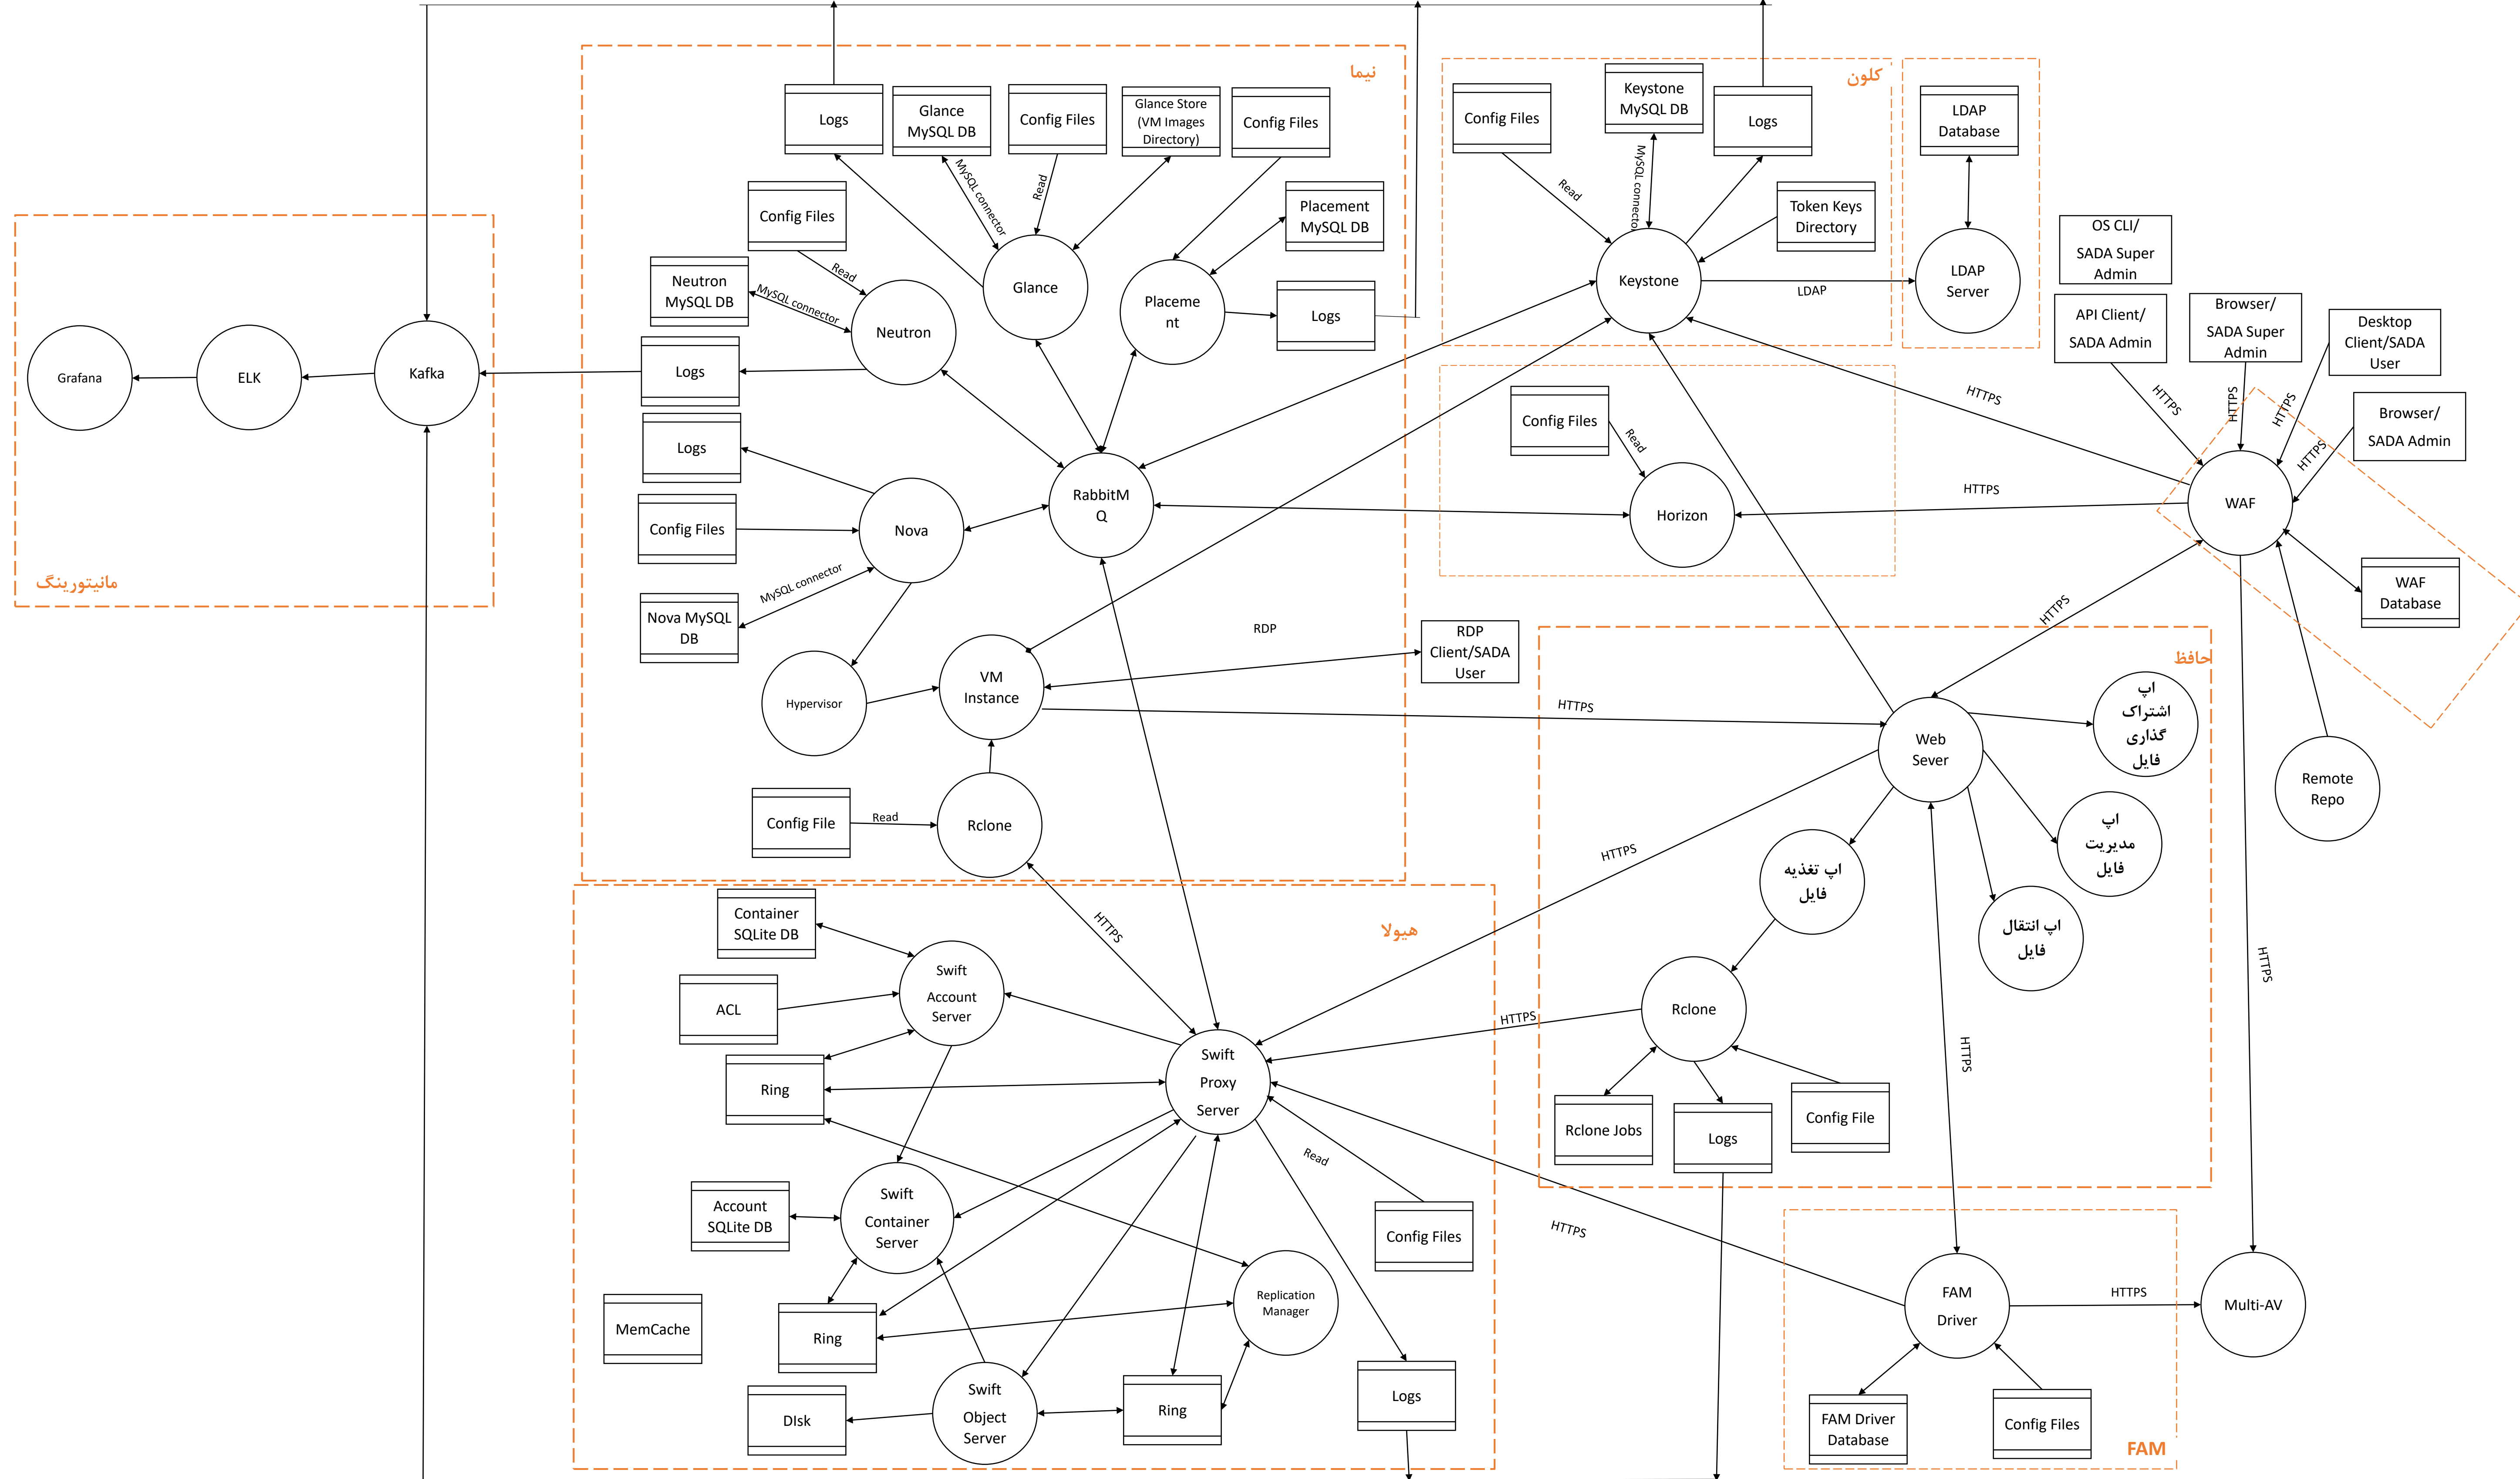 نیما
Logs
Glance
MySQL DB
Config Files
Glance Store
(VM Images
Directory)
Config Files
Config Files
Placement
MySQL DB
Neutron
MySQL DB
Logs
Logs
MySQL connector
Read
Read
MySQL connector
Glance
Placeme
nt
Neutron
Logs
Config Files
Nova
RabbitM
Q
Nova MySQL
DB
MySQL connector
Hypervisor
VM
Instance
RDP
RDP
Client/SADA
User
HTTPS
Config File
Read
Rclone
HTTPS
Grafana
ELK
Kafka
مانیتورینگ
کلون
Config Files
Keystone
MySQL DB
Logs
Token Keys
Directory
Read
MySQL connector
Keystone
LDAP
LDAP
Database
LDAP
Server
Config Files
Read
Horizon
HTTPS
HTTPS
OS CLI/
SADA Super
Admin
API Client/
SADA Admin
Browser/
SADA Super
Admin
Desktop
Client/SADA
User
Browser/
SADA Admin
HTTPS
HTTPS
HTTPS
HTTPS
WAF
WAF
Database
HTTPS
Remote
Repo
HTTPS
حافظ
Web
Sever
اپ
اشتراک
گذاری
فایل
اپ
مدیریت
فایل
اپ تغذیه
فایل
اپ انتقال
فایل
HTTPS
Rclone
HTTPS
HTTPS
Rclone Jobs
Logs
Config File
هیولا
Container
SQLite DB
ACL
Ring
Swift
Account
Server
Swift
Proxy
Server
Account
SQLite DB
Swift
Container
Server
Read
Config Files
HTTPS
MemCache
Ring
Replication
Manager
DIsk
Swift
Object
Server
Ring
Logs
FAM
Driver
HTTPS
Multi-AV
FAM Driver
Database
Config Files
FAM